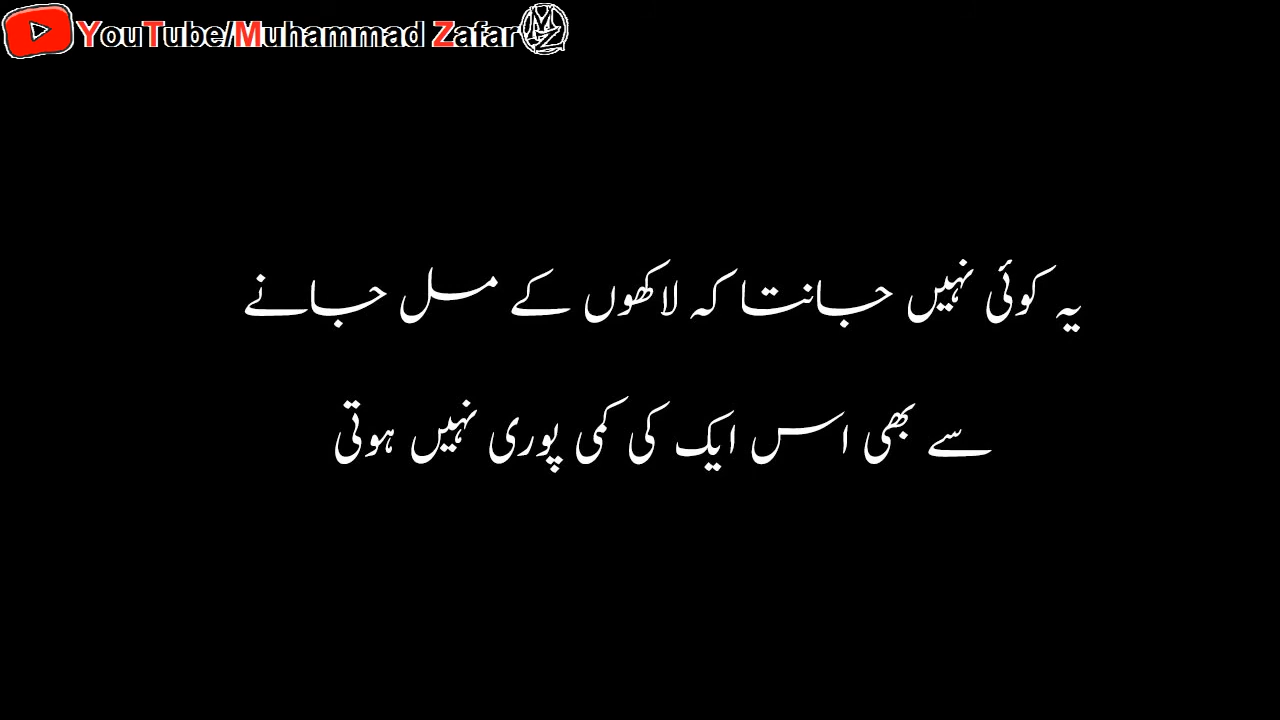 YouTube/Muhammad Zafar MZ
یہ کوئی نہیں جانتا کہ لاکھوں کے مل جانے
سے بھی اس ایک کی کمی پوری نہیں ہوتی